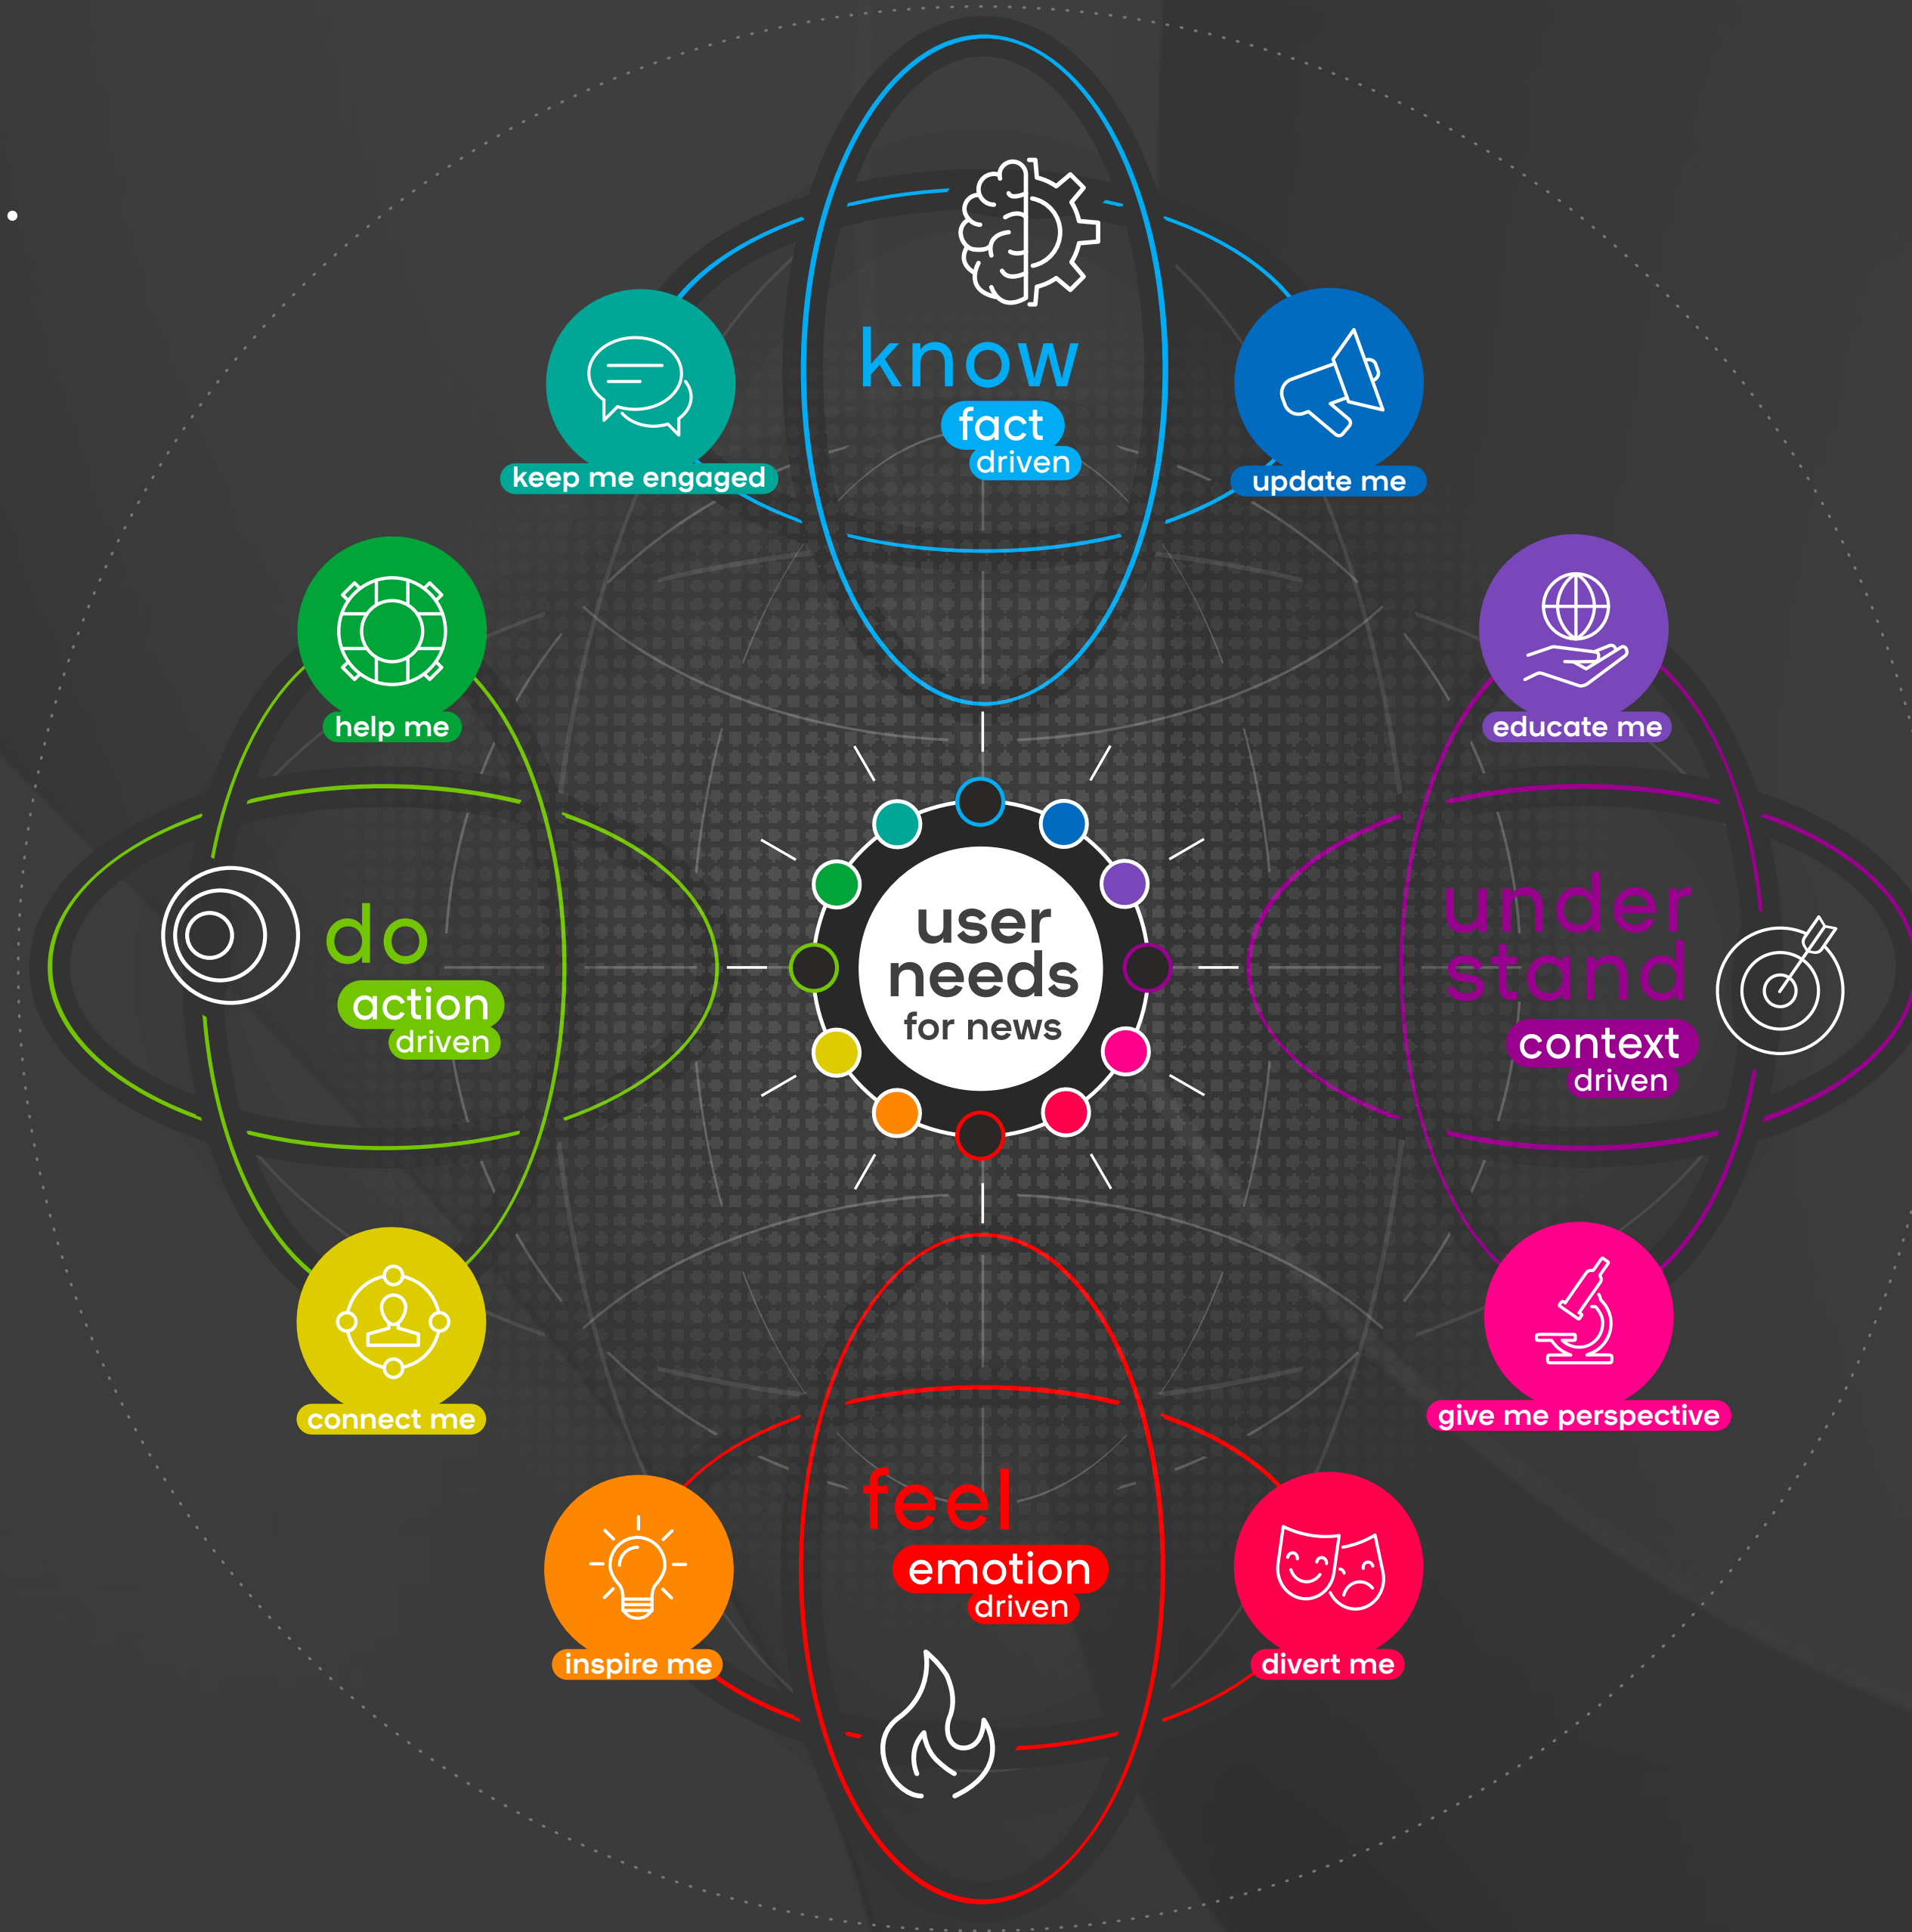 know
fact
driven
keep me engaged
update me
help me
educate me
do
action
driven
user
needs
for news
under
stand
context
driven
connect me
give me perspective
feel
emotion
driven
inspire me
divert me